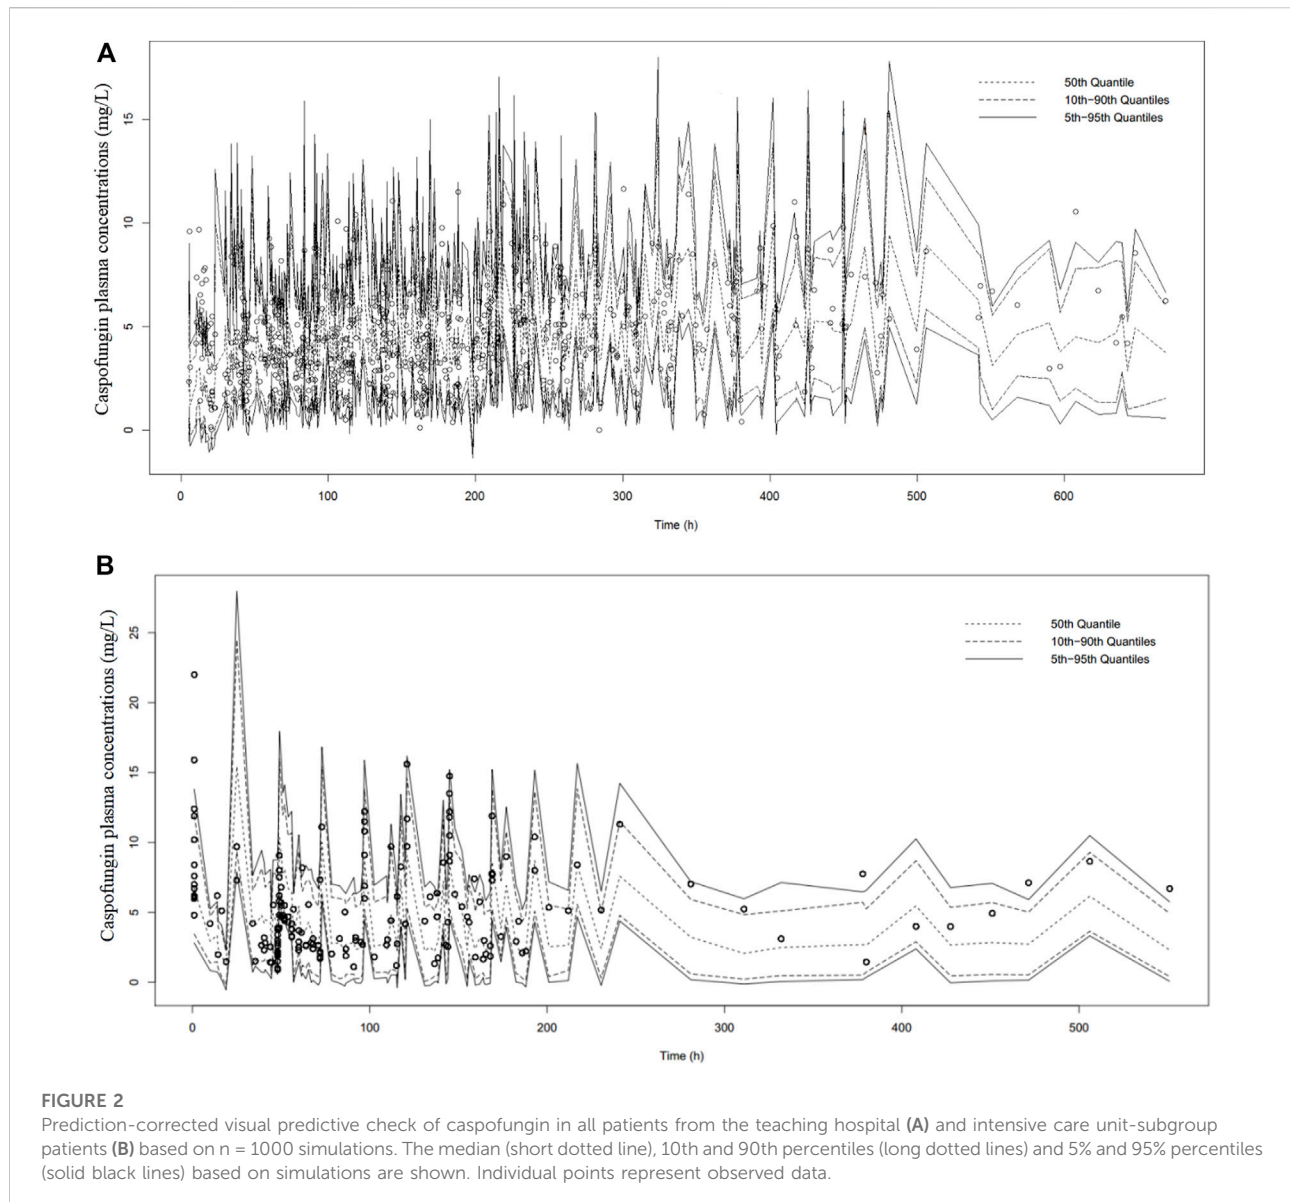 A
Caspofungin plasma concentrations (mg/L)
15
10
5
0
50th Quantile
10th−90th Quantiles
5th−95th Quantiles
0 100 200 300 400 500 600
Time (h)
B
Caspofungin plasma concentrations (mg/L)
25
20
15
10
5
0
50th Quantile
10th−90th Quantiles
5th−95th Quantiles
0 100 200 300 400 500
Time (h)
FIGURE 2
Prediction-corrected visual predictive check of caspofungin in all patients from the teaching hospital (A) and intensive care unit-subgroup
patients (B) based on n = 1000 simulations. The median (short dotted line), 10th and 90th percentiles (long dotted lines) and 5% and 95% percentiles
(solid black lines) based on simulations are shown. Individual points represent observed data.